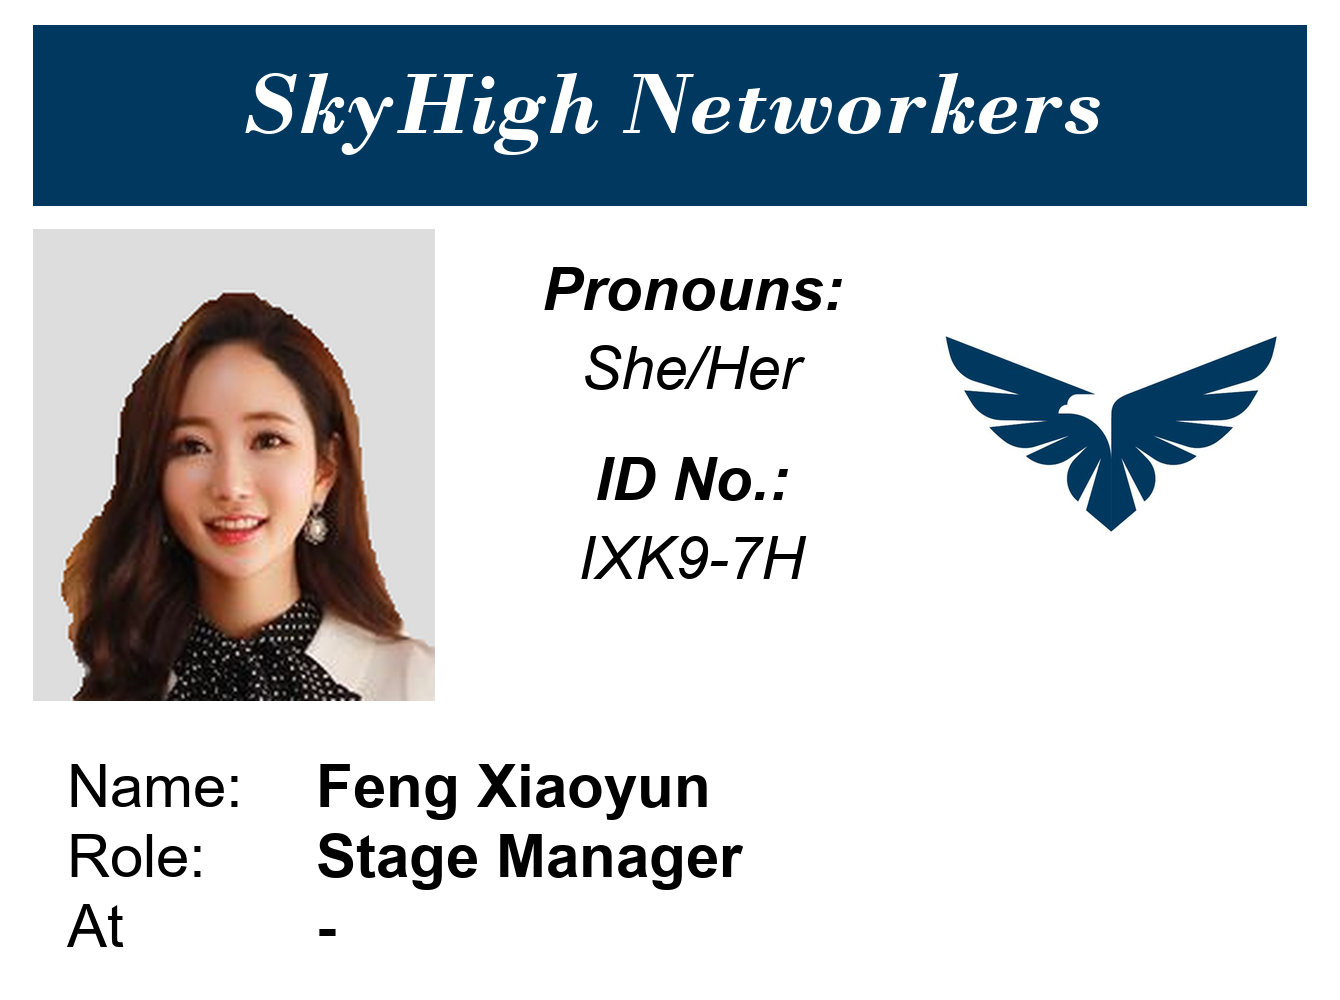 SkyHigh Networkers
Pronouns:
She/Her
ID No.:
IXK9-7H
Name: Feng Xiaoyun
Role: Stage Manager
At -